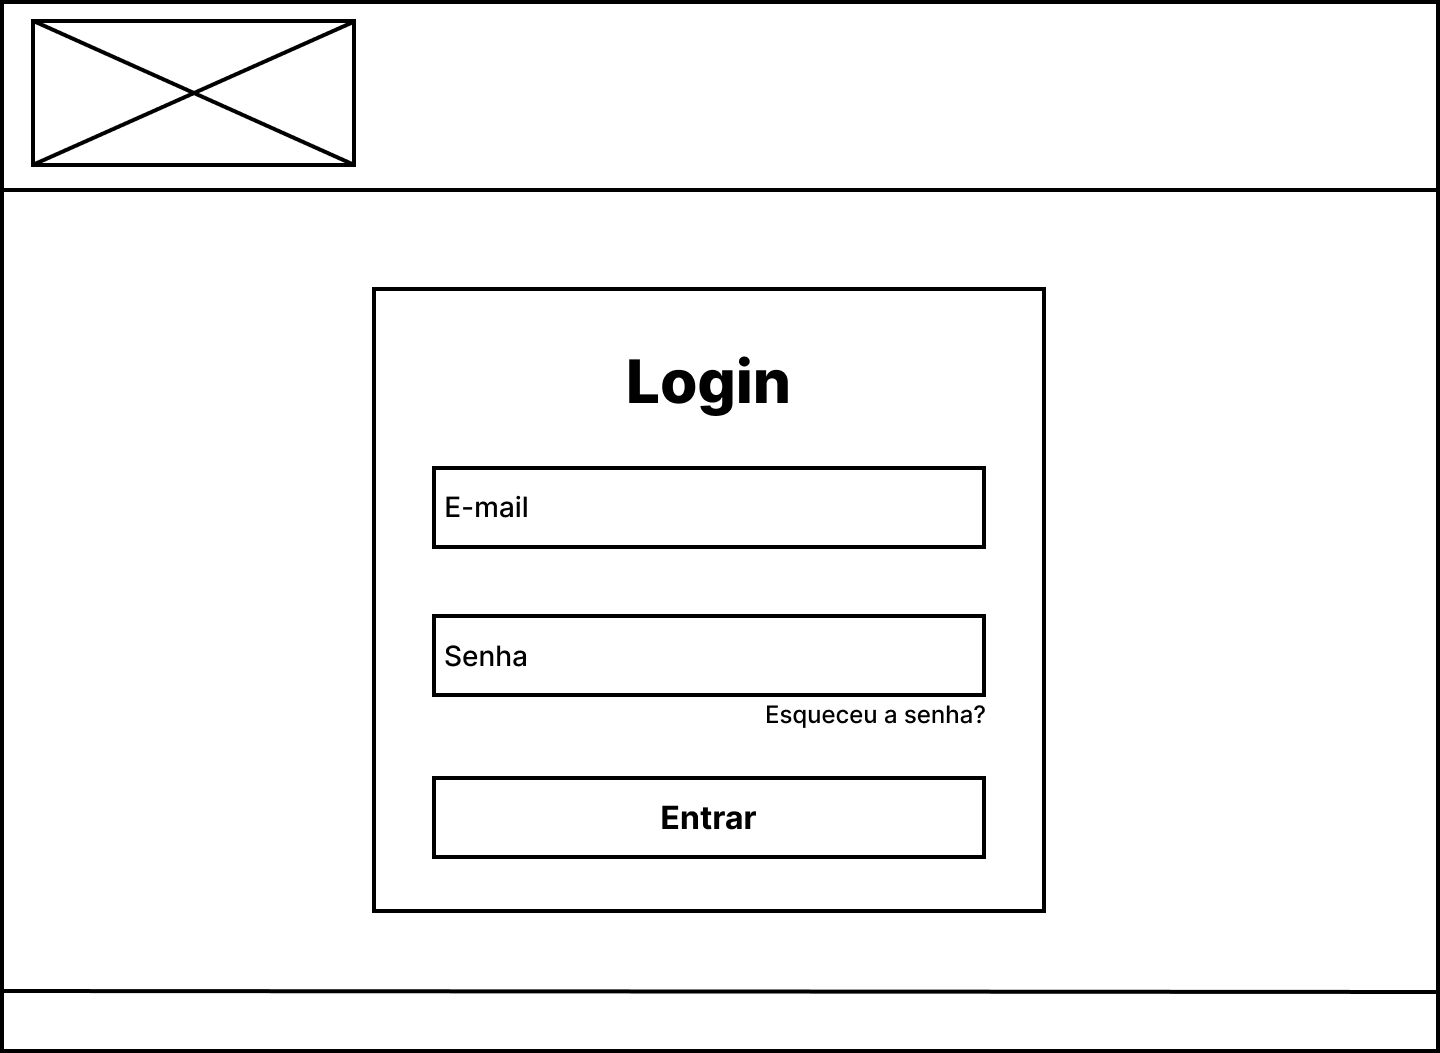 Login
E-mail
Senha
Esqueceu a senha?
Entrar